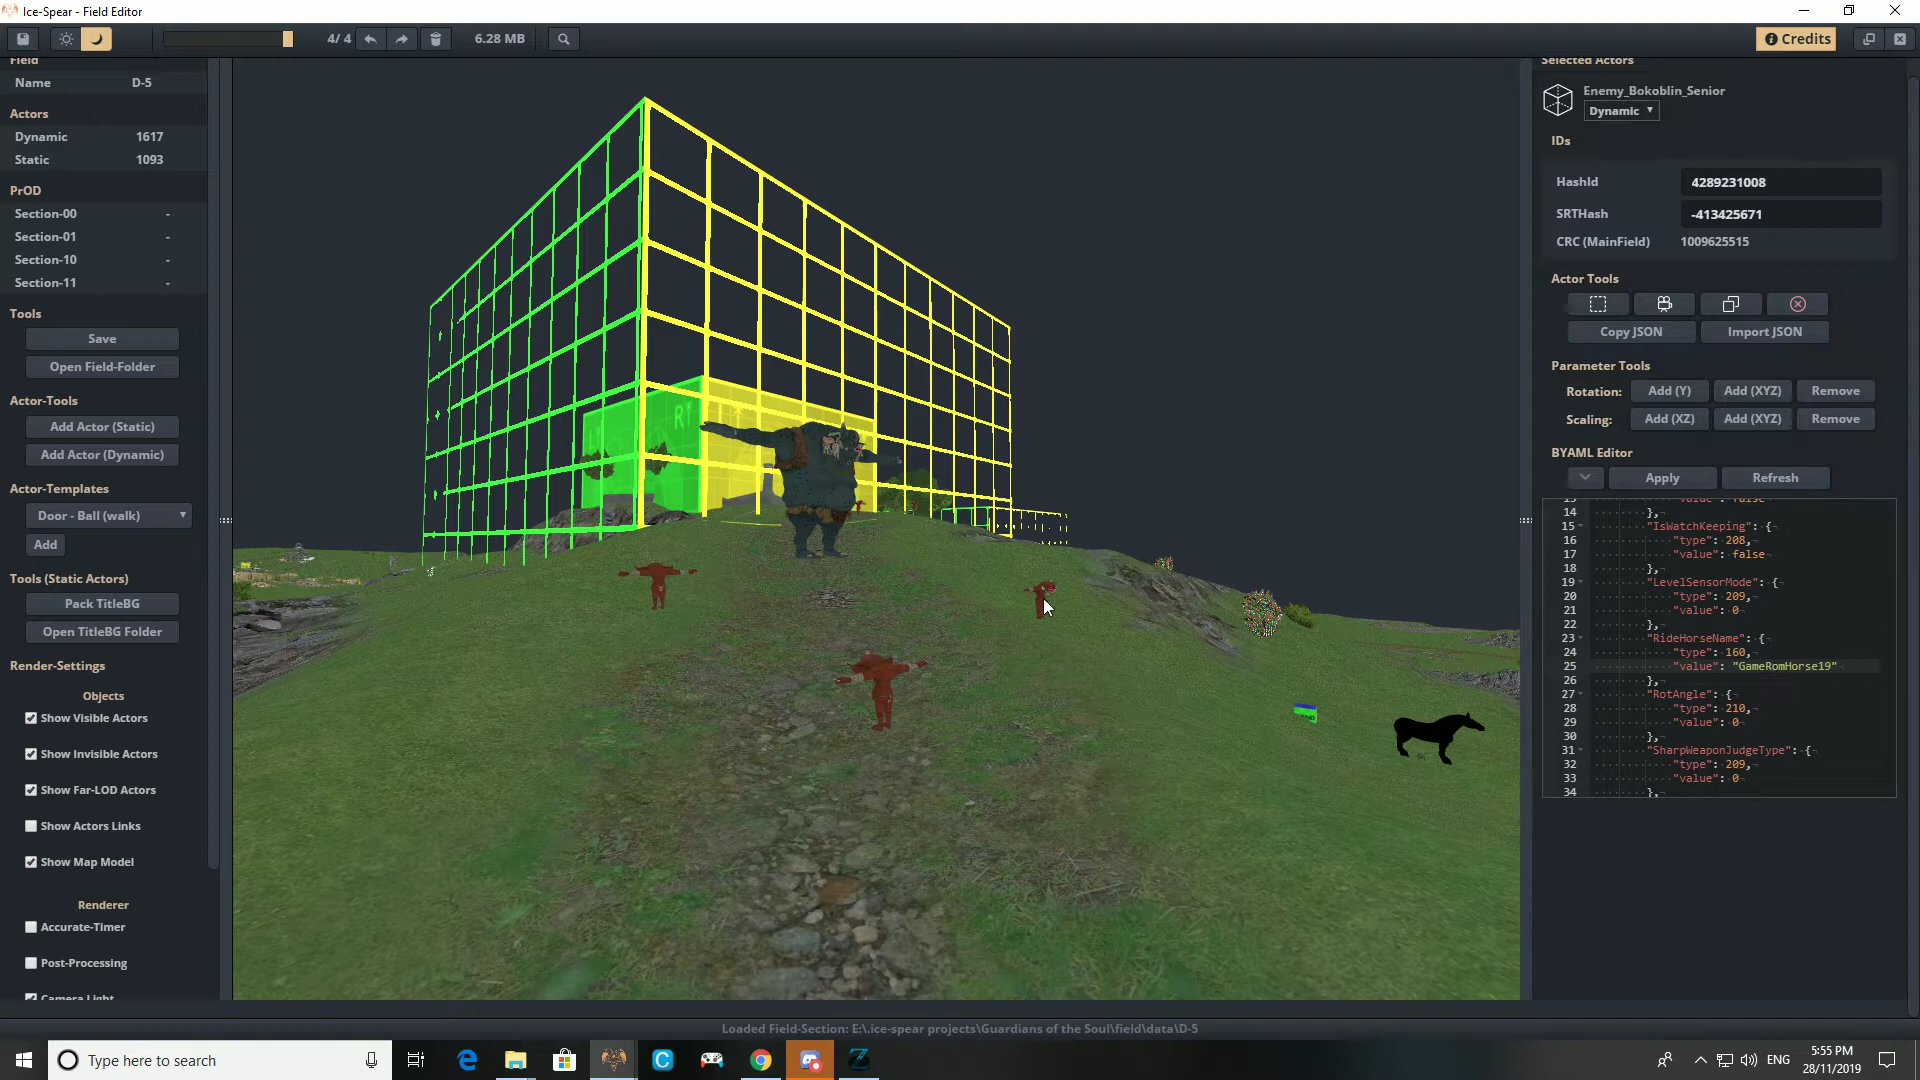 Ice-Spear - Field Editor
4/ 4
6.28 MB
Credits
Field
Name D-5
Actors
Dynamic 1617
Static 1093
PrOD
Section-00 -
Section-01 -
Section-10 -
Section-11 -
Tools
Save
Open Field-Folder
Actor-Tools
Add Actor (Static)
Add Actor (Dynamic)
Actor-Templates
Door - Ball (walk)
Add
Tools (Static Actors)
Pack TitleBG
Open TitleBG Folder
Render-Settings
Objects
Show Visible Actors
Show Invisible Actors
Show Far-LOD Actors
Show Actors Links
Show Map Model
Renderer
Accurate-Timer
Post-Processing
Camera Light
Selected Actors
Enemy_Bokoblin_Senior
Dynamic
IDs
HashId 4289231008
SRTHash -413425671
CRC (MainField) 1009625515
Actor Tools
Copy JSON Import JSON
Parameter Tools
Rotation: Add (Y) Add (XYZ) Remove
Scaling: Add (XZ) Add (XYZ) Remove
BYAML Editor
Apply Refresh
13 "value": false
14 },
15 "IsWatchKeeping": {
16 "type": 208,
17 "value": false
18 },
19 "LevelSensorMode": {
20 "type": 209,
21 "value": 0
22 },
23 "RideHorseName": {
24 "type": 160,
25 "value": "GameRomHorse19"
26 },
27 "RotAngle": {
28 "type": 210,
29 "value": 0
30 },
31 "SharpWeaponJudgeType": {
32 "type": 209,
33 "value": 0
34 },
Loaded Field-Section: E:\.ice-spear projects\Guardians of the Soul\field\data\D-5
Type here to search
ENG
5:55 PM
28/11/2019